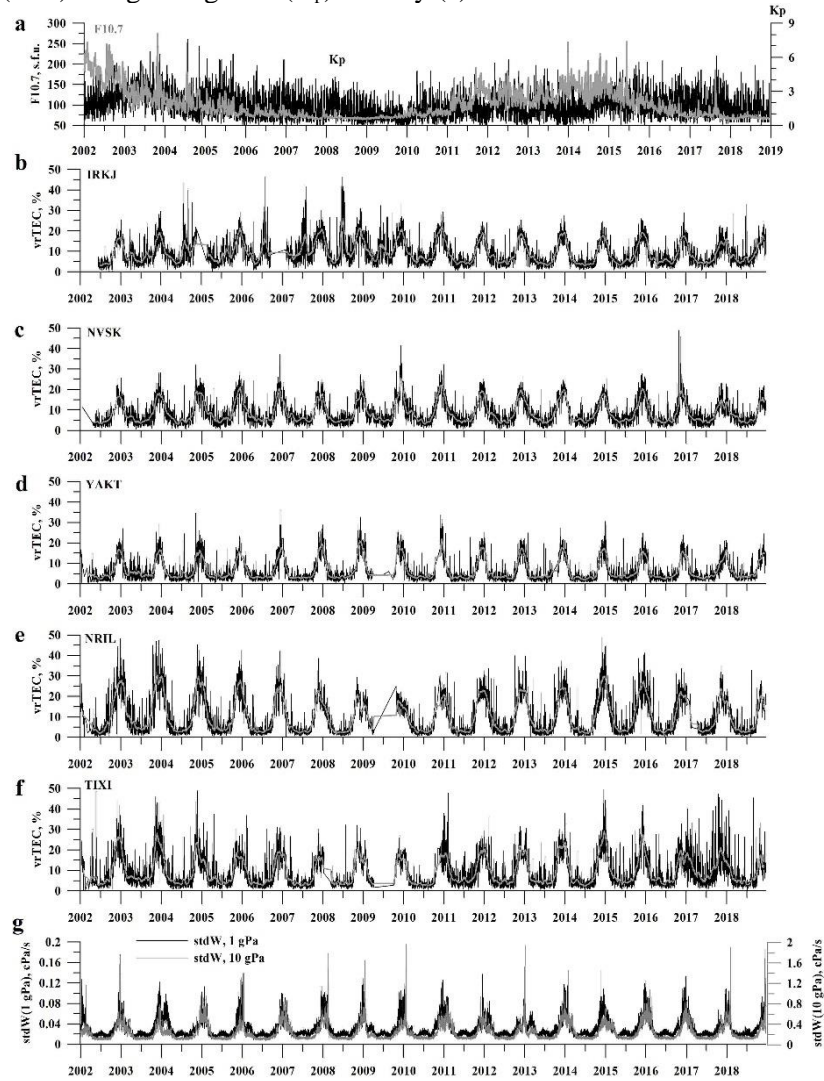 a
F10.7
Kp
Kp
F10.7, s.f.u.
300
250
200
150
100
50
9
6
3
1
0
2002 2003 2004 2005 2006 2007 2008 2009 2010 2011 2012 2013 2014 2015 2016 2017 2018 2019
b
IRKJ
vrTEC, %
50
40
30
20
10
0
2002 2003 2004 2005 2006 2007 2008 2009 2010 2011 2012 2013 2014 2015 2016 2017 2018
c
NVSK
vrTEC, %
50
40
30
20
10
0
2002 2003 2004 2005 2006 2007 2008 2009 2010 2011 2012 2013 2014 2015 2016 2017 2018
d
YAKT
vrTEC, %
50
40
30
20
10
0
2002 2003 2004 2005 2006 2007 2008 2009 2010 2011 2012 2013 2014 2015 2016 2017 2018
e
NRIL
vrTEC, %
50
40
30
20
10
0
2002 2003 2004 2005 2006 2007 2008 2009 2010 2011 2012 2013 2014 2015 2016 2017 2018
f
TIXI
vrTEC, %
50
40
30
20
10
0
2002 2003 2004 2005 2006 2007 2008 2009 2010 2011 2012 2013 2014 2015 2016 2017 2018
g
stdW, 1 gPa
stdW, 10 gPa
stdW(1 gPa), cPa/s
0.2
0.16
0.12
0.08
0.04
0
2
1.6
1.2
0.8
0.4
0
stdW(10 gPa), cPa/s
2002 2003 2004 2005 2006 2007 2008 2009 2010 2011 2012 2013 2014 2015 2016 2017 2018